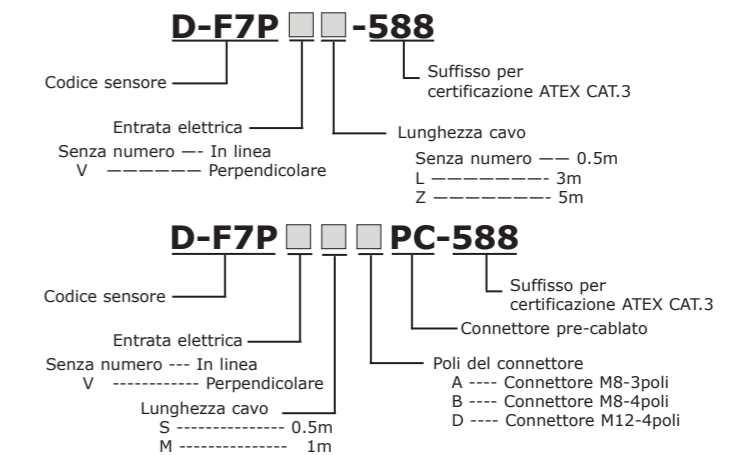 D-F7P □ □ -588
Codice sensore
Suffisso per
certificazione ATEX CAT.3
Entrata elettrica
Senza numero —- In linea
V —————— Perpendicolare
Lunghezza cavo
Senza numero —— 0.5m
L ———————- 3m
Z ———————- 5m
D-F7P □ □ □ PC-588
Codice sensore
Suffisso per
certificazione ATEX CAT.3
Connettore pre-cablato
Entrata elettrica
Senza numero --- In linea
V ------------ Perpendicolare
Poli del connettore
A ---- Connettore M8-3poli
B ---- Connettore M8-4poli
D ---- Connettore M12-4poli
Lunghezza cavo
S --------------- 0.5m
M --------------- 1m